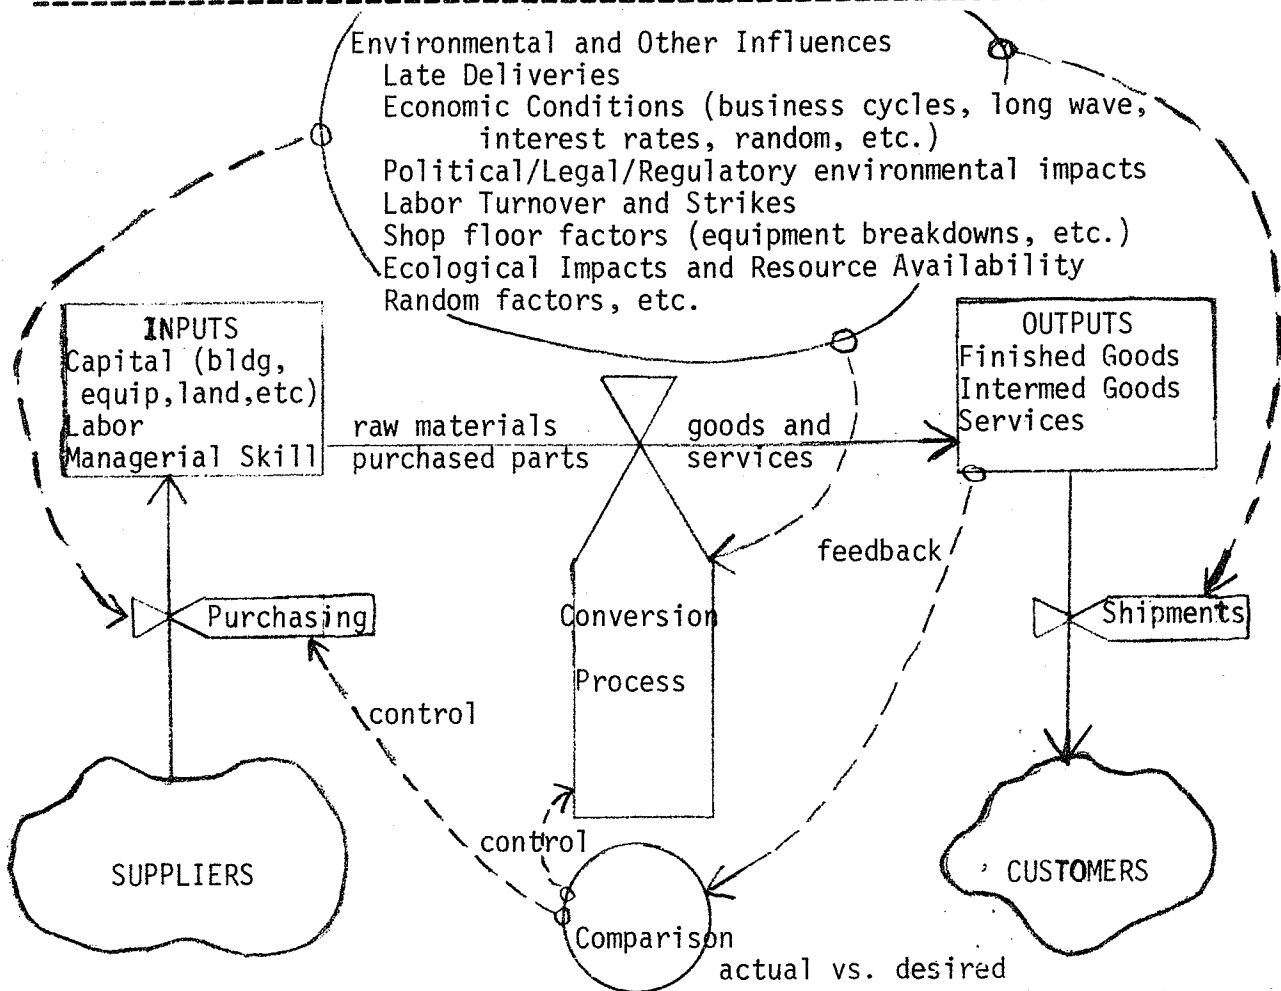 Environmental and Other Influences
Late Deliveries
Economic Conditions (business cycles, long wave,
interest rates, random, etc.)
Political/Legal/Regulatory environmental impacts
Labor Turnover and Strikes
Shop floor factors (equipment breakdowns, etc.)
Ecological Impacts and Resource Availability
Random factors, etc.
INPUTS
Capital (bldg,
equip,land,etc)
Labor
Managerial Skill
raw materials
purchased parts
goods and
services
OUTPUTS
Finished Goods
Intermed Goods
Services
feedback
Purchasing
Conversion
Process
Shipments
control
control
SUPPLIERS
Comparison
actual vs. desired
CUSTOMERS